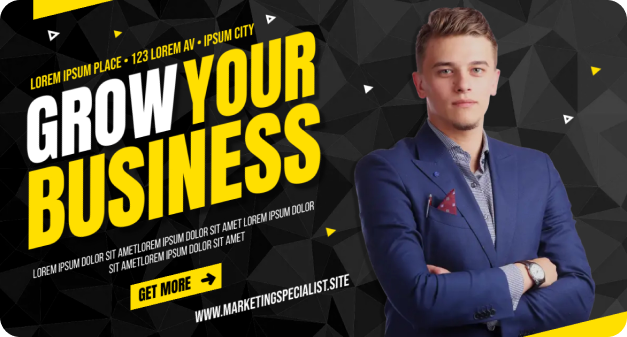 LOREM IPSUM PLACE • 123 LOREM AV • IPSUM CITY
GROW YOUR
BUSINESS
LOREM IPSUM DOLOR SIT AMETLOREM IPSUM DOLOR SIT AMET LOREM IPSUM DOLOR
SIT AMETLOREM IPSUM DOLOR SIT AMET
GET MORE
WWW.MARKETINGSPECIALIST.SITE